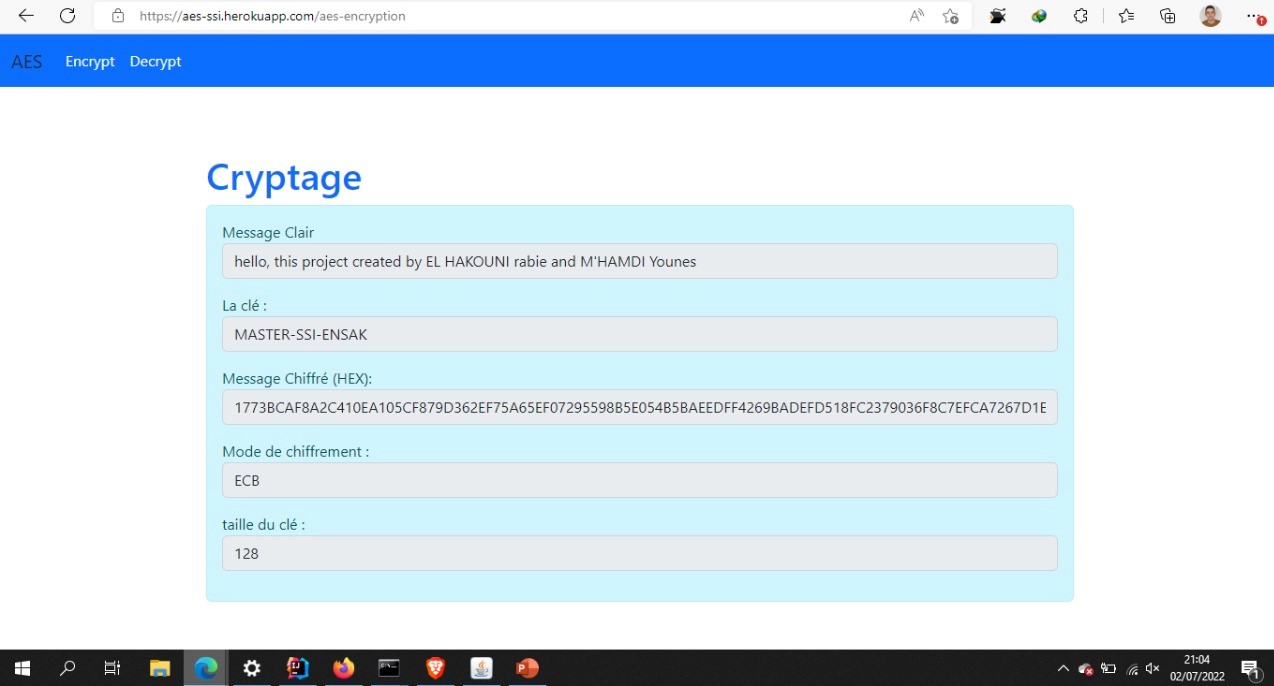 https://aes-ssi.herokuapp.com/aes-encryption
AES Encrypt Decrypt
Cryptage
Message Clair
hello, this project created by EL HAKOUNI rabie and M'HAMDI Younes
La clé :
MASTER-SSI-ENSAK
Message Chiffré (HEX):
1773BCAF8A2C410EA105CF879D362EF75A65EF07295598B5E054B5BAEEDFF4269BADEFD518FC2379036F8C7EFCA7267D1E
Mode de chiffrement :
ECB
taille du clé :
128
21:04
02/07/2022
1